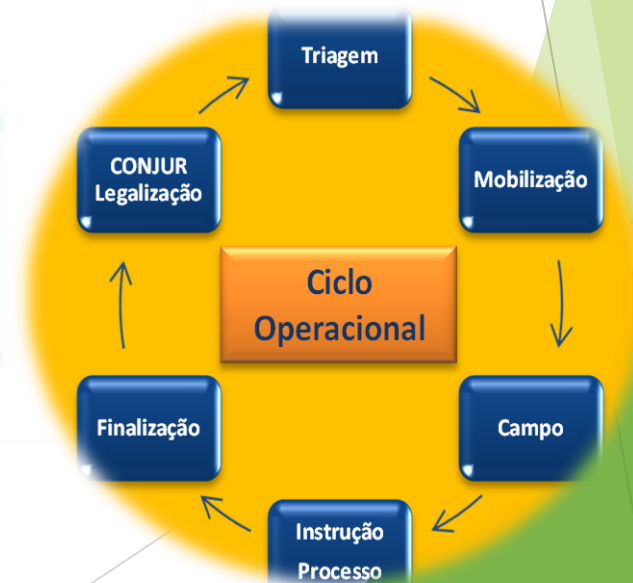 Triagem
CONJUR
Legalização
Mobilização
Ciclo
Operacional
Finalização
Campo
Instrução
Processo